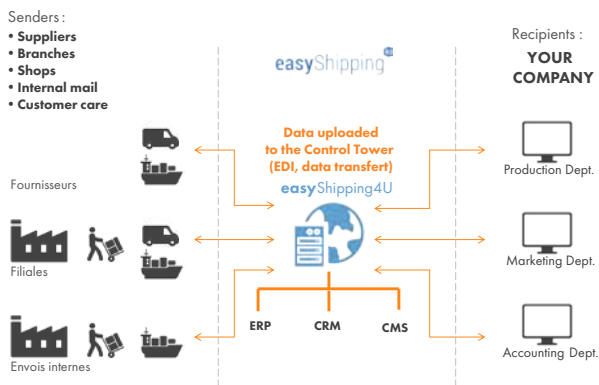 Senders :
• Suppliers
• Branches
• Shops
• Internal mail
• Customer care
Fournisseurs
Filiales
Envois internes
easyShipping
Data uploaded
to the Control Tower
(EDI, data transfert)
easyShipping4U
ERP
CRM
CMS
Recipients :
YOUR
COMPANY
Production Dept.
Marketing Dept.
Accounting Dept.